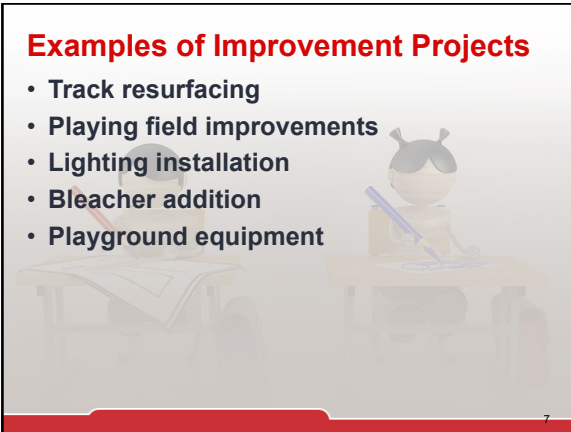 Examples of Improvement Projects
• Track resurfacing
• Playing field improvements
• Lighting installation
• Bleacher addition
• Playground equipment
7